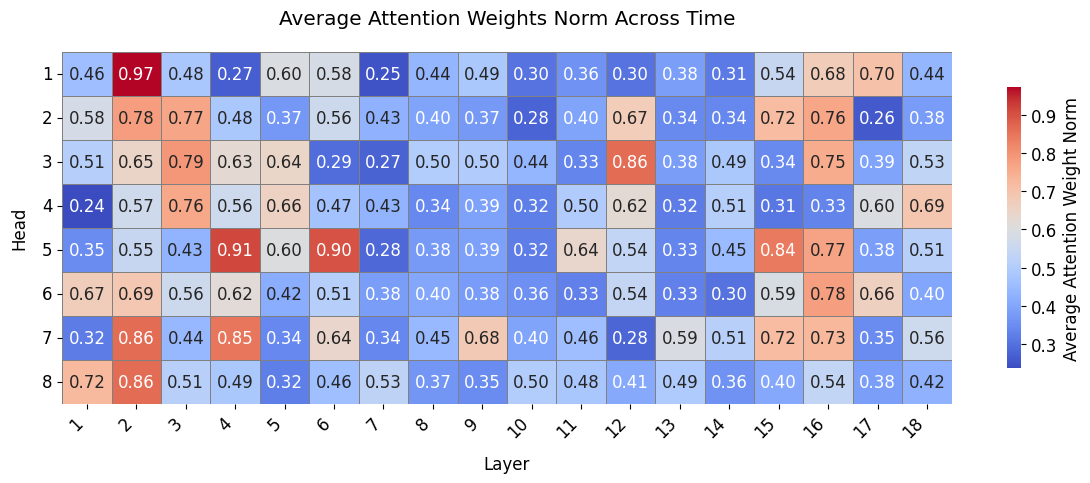 Average Attention Weights Norm Across Time
Head
1 0.46 0.97 0.48 0.27 0.60 0.58 0.25 0.44 0.49 0.30 0.36 0.30 0.38 0.31 0.54 0.68 0.70 0.44
2 0.58 0.78 0.77 0.48 0.37 0.56 0.43 0.40 0.37 0.28 0.40 0.67 0.34 0.34 0.72 0.76 0.26 0.38
3 0.51 0.65 0.79 0.63 0.64 0.29 0.27 0.50 0.50 0.44 0.33 0.86 0.38 0.49 0.34 0.75 0.39 0.53
4 0.24 0.57 0.76 0.56 0.66 0.47 0.43 0.34 0.39 0.32 0.50 0.62 0.32 0.51 0.31 0.33 0.60 0.69
5 0.35 0.55 0.43 0.91 0.60 0.90 0.28 0.38 0.39 0.32 0.64 0.54 0.33 0.45 0.84 0.77 0.38 0.51
6 0.67 0.69 0.56 0.62 0.42 0.51 0.38 0.40 0.38 0.36 0.33 0.54 0.33 0.30 0.59 0.78 0.66 0.40
7 0.32 0.86 0.44 0.85 0.34 0.64 0.34 0.45 0.68 0.40 0.46 0.28 0.59 0.51 0.72 0.73 0.35 0.56
8 0.72 0.86 0.51 0.49 0.32 0.46 0.53 0.37 0.35 0.50 0.48 0.41 0.49 0.36 0.40 0.54 0.38 0.42
1 2 3 4 5 6 7 8 9 10 11 12 13 14 15 16 17 18
Layer
0.9
0.8
0.7
0.6
0.5
0.4
0.3
Average Attention Weight Norm